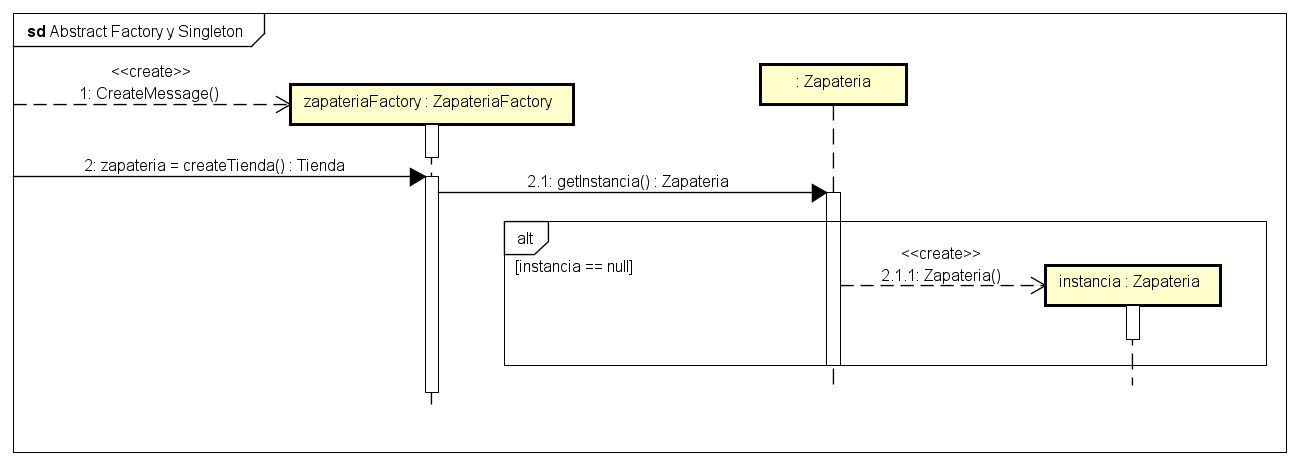 sd Abstract Factory y Singleton
<<create>>
1: CreateMessage()
zapateriaFactory : ZapateriaFactory
: Zapateria
2: zapateria = createTienda() : Tienda
2.1: getInstancia() : Zapateria
alt
[instancia == null]
<<create>>
2.1.1: Zapateria()
instancia : Zapateria